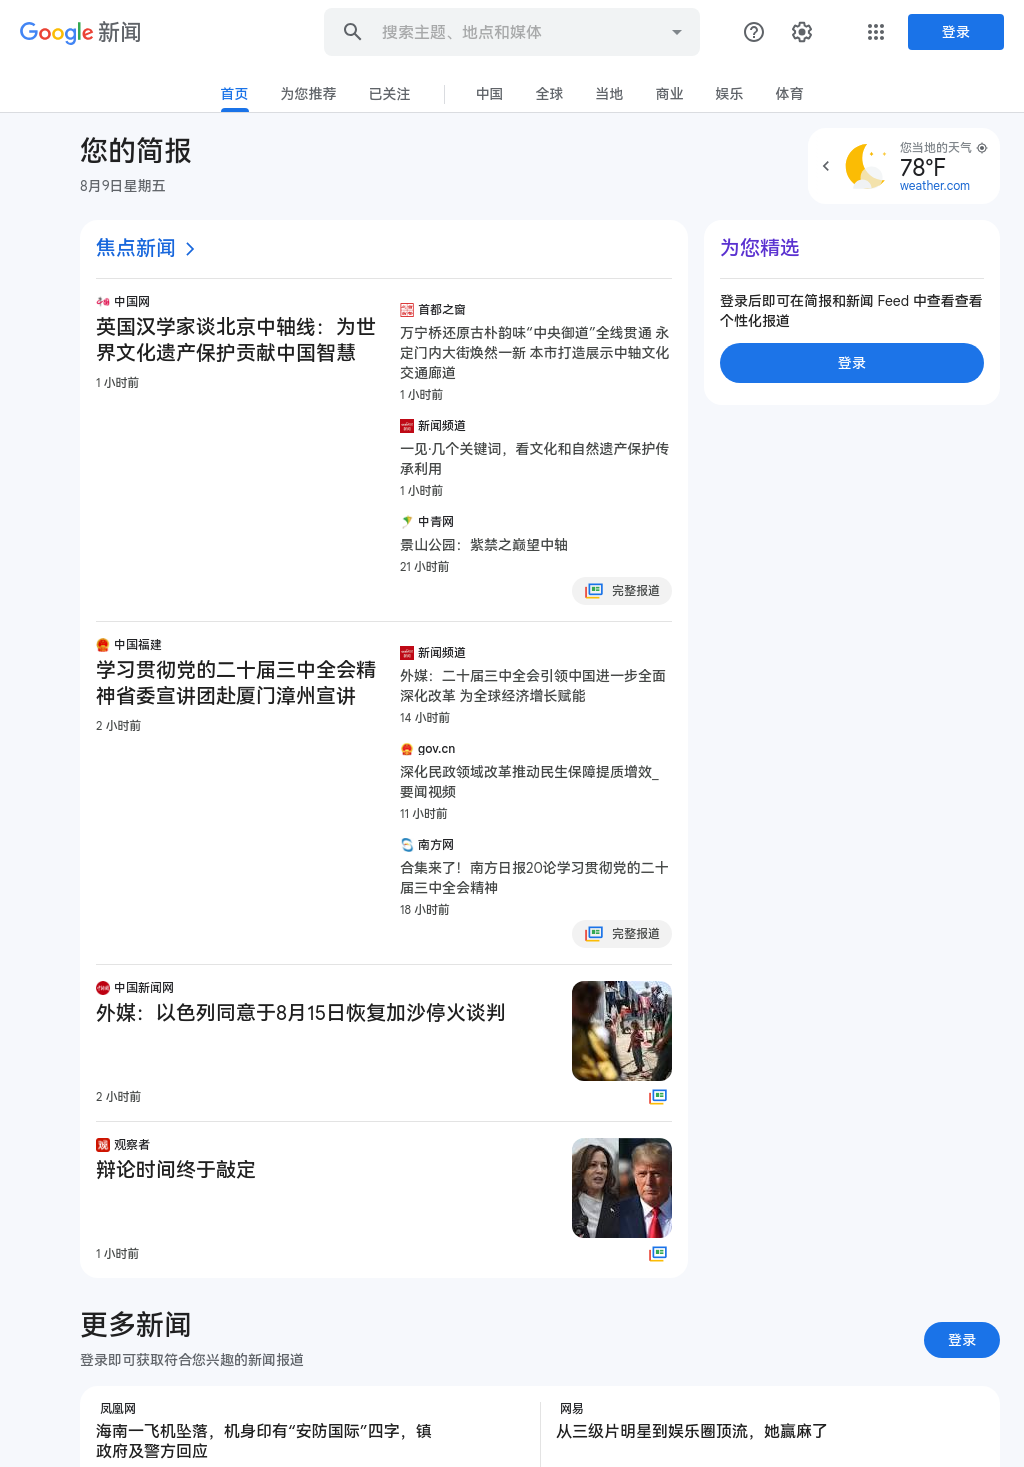 Google 新闻
搜索主题、地点和媒体
登录
首页
为您推荐
已关注
中国
全球
当地
商业
娱乐
体育
您的简报
8月9日星期五
您当地的天气
78°F
weather.com
焦点新闻
中国网
英国汉学家谈北京中轴线：为世
界文化遗产保护贡献中国智慧
1 小时前
首都之窗
万宁桥还原古朴韵味“中央御道”全线贯通 永
定门内大街焕然一新 本市打造展示中轴文化
交通廊道
1 小时前
新闻频道
一见·几个关键词，看文化和自然遗产保护传
承利用
1 小时前
中青网
景山公园：紫禁之巅望中轴
21 小时前
完整报道
为您精选
登录后即可在简报和新闻 Feed 中查看查看
个性化报道
登录
中国福建
学习贯彻党的二十届三中全会精
神省委宣讲团赴厦门漳州宣讲
2 小时前
新闻频道
外媒：二十届三中全会引领中国进一步全面
深化改革 为全球经济增长赋能
14 小时前
gov.cn
深化民政领域改革推动民生保障提质增效_
要闻视频
11 小时前
南方网
合集来了！南方日报20论学习贯彻党的二十
届三中全会精神
18 小时前
完整报道
中国新闻网
外媒：以色列同意于8月15日恢复加沙停火谈判
2 小时前
观察者
辩论时间终于敲定
1 小时前
更多新闻
登录即可获取符合您兴趣的新闻报道
登录
凤凰网
海南一飞机坠落，机身印有“安防国际”四字，镇
政府及警方回应
网易
从三级片明星到娱乐圈顶流，她赢麻了